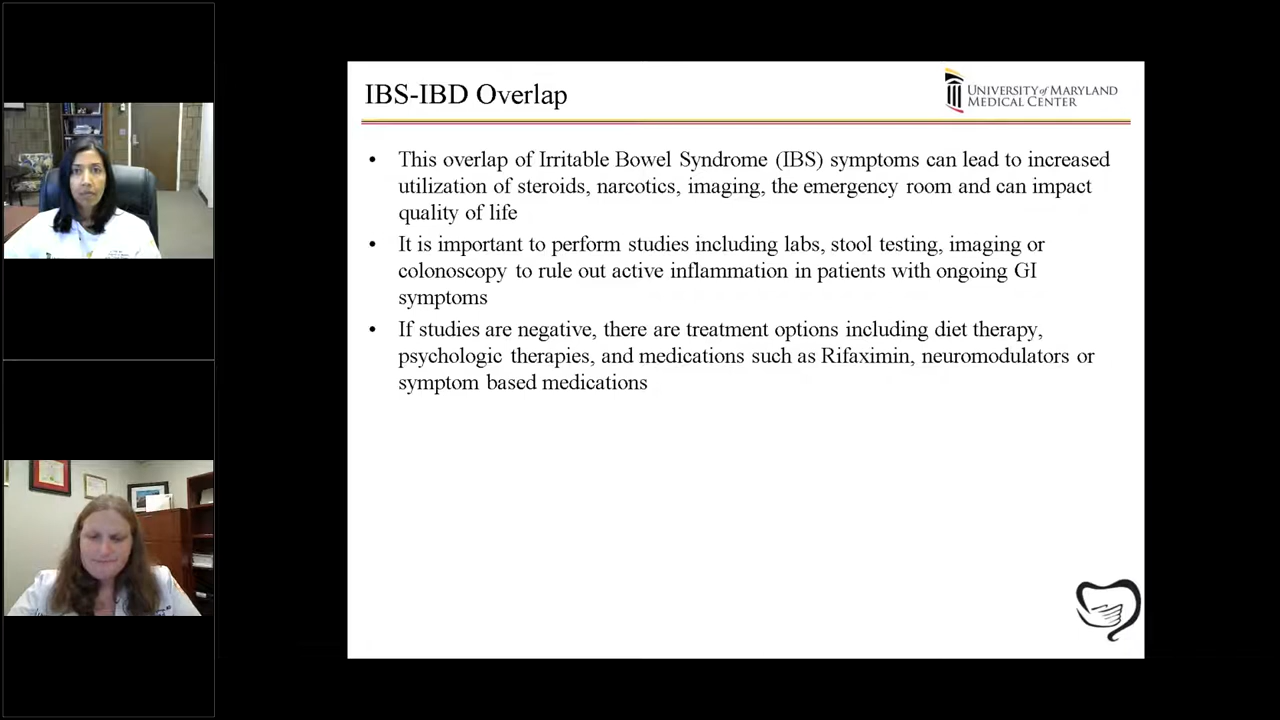 IBS-IBD Overlap
UNIVERSITY of MARYLAND
MEDICAL CENTER
• This overlap of Irritable Bowel Syndrome (IBS) symptoms can lead to increased
utilization of steroids, narcotics, imaging, the emergency room and can impact
quality of life
• It is important to perform studies including labs, stool testing, imaging or
colonoscopy to rule out active inflammation in patients with ongoing GI
symptoms
• If studies are negative, there are treatment options including diet therapy,
psychologic therapies, and medications such as Rifaximin, neuromodulators or
symptom based medications